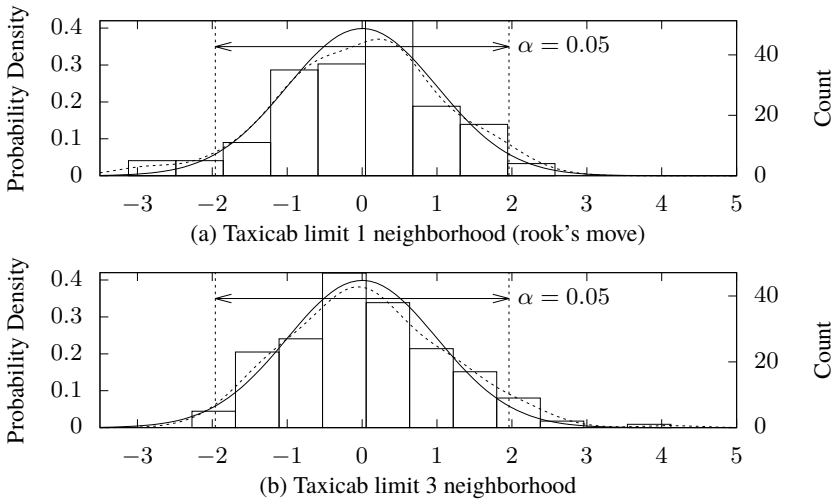 Probability Density
0.4
0.3
0.2
0.1
0
α = 0.05
40
20
0
Count
−3 −2 −1 0 1 2 3 4 5
(a) Taxicab limit 1 neighborhood (rook's move)
Probability Density
0.4
0.3
0.2
0.1
0
α = 0.05
40
20
0
Count
−3 −2 −1 0 1 2 3 4 5
(b) Taxicab limit 3 neighborhood